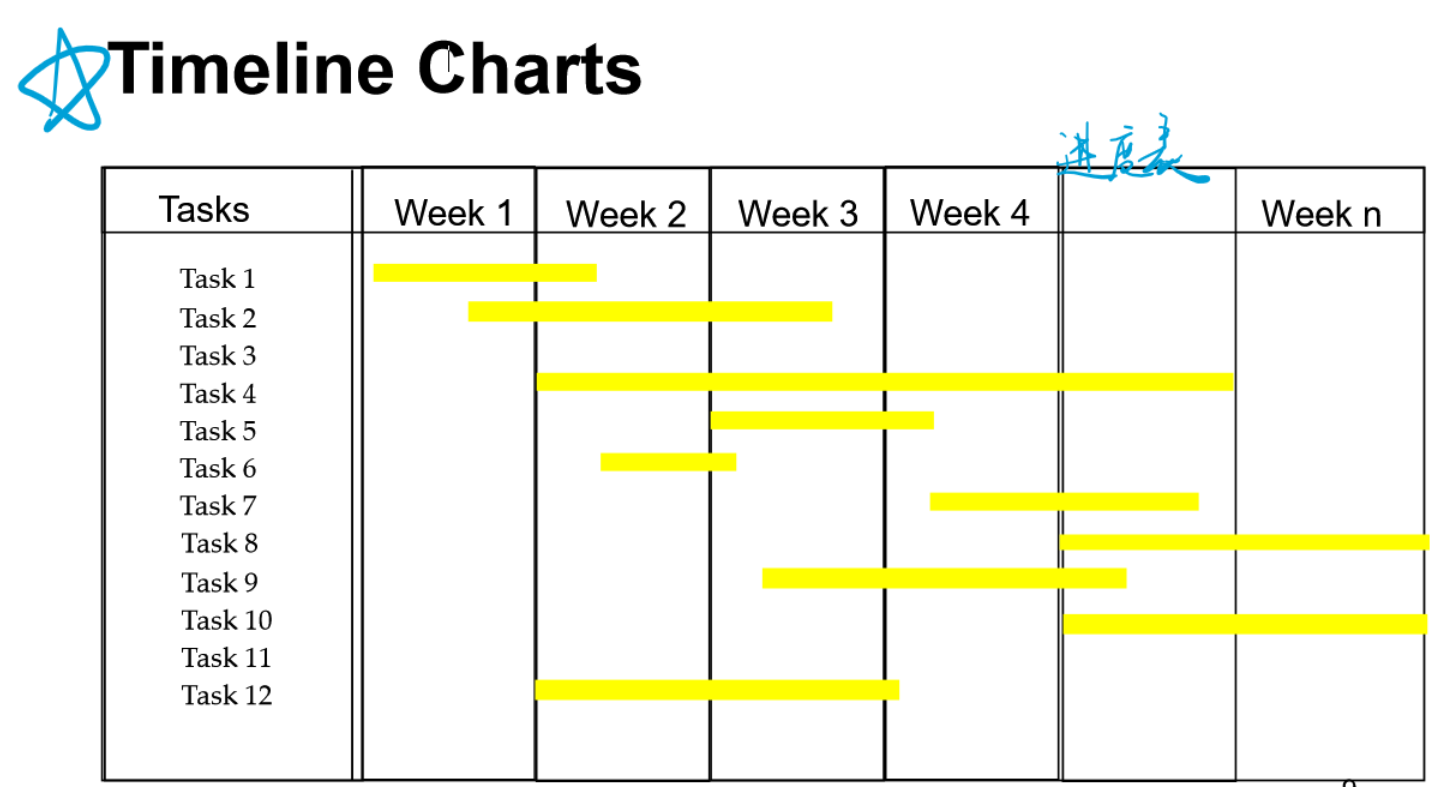 Timeline Charts
进度表
Tasks Week 1 Week 2 Week 3 Week 4 Week n
Task 1
Task 2
Task 3
Task 4
Task 5
Task 6
Task 7
Task 8
Task 9
Task 10
Task 11
Task 12